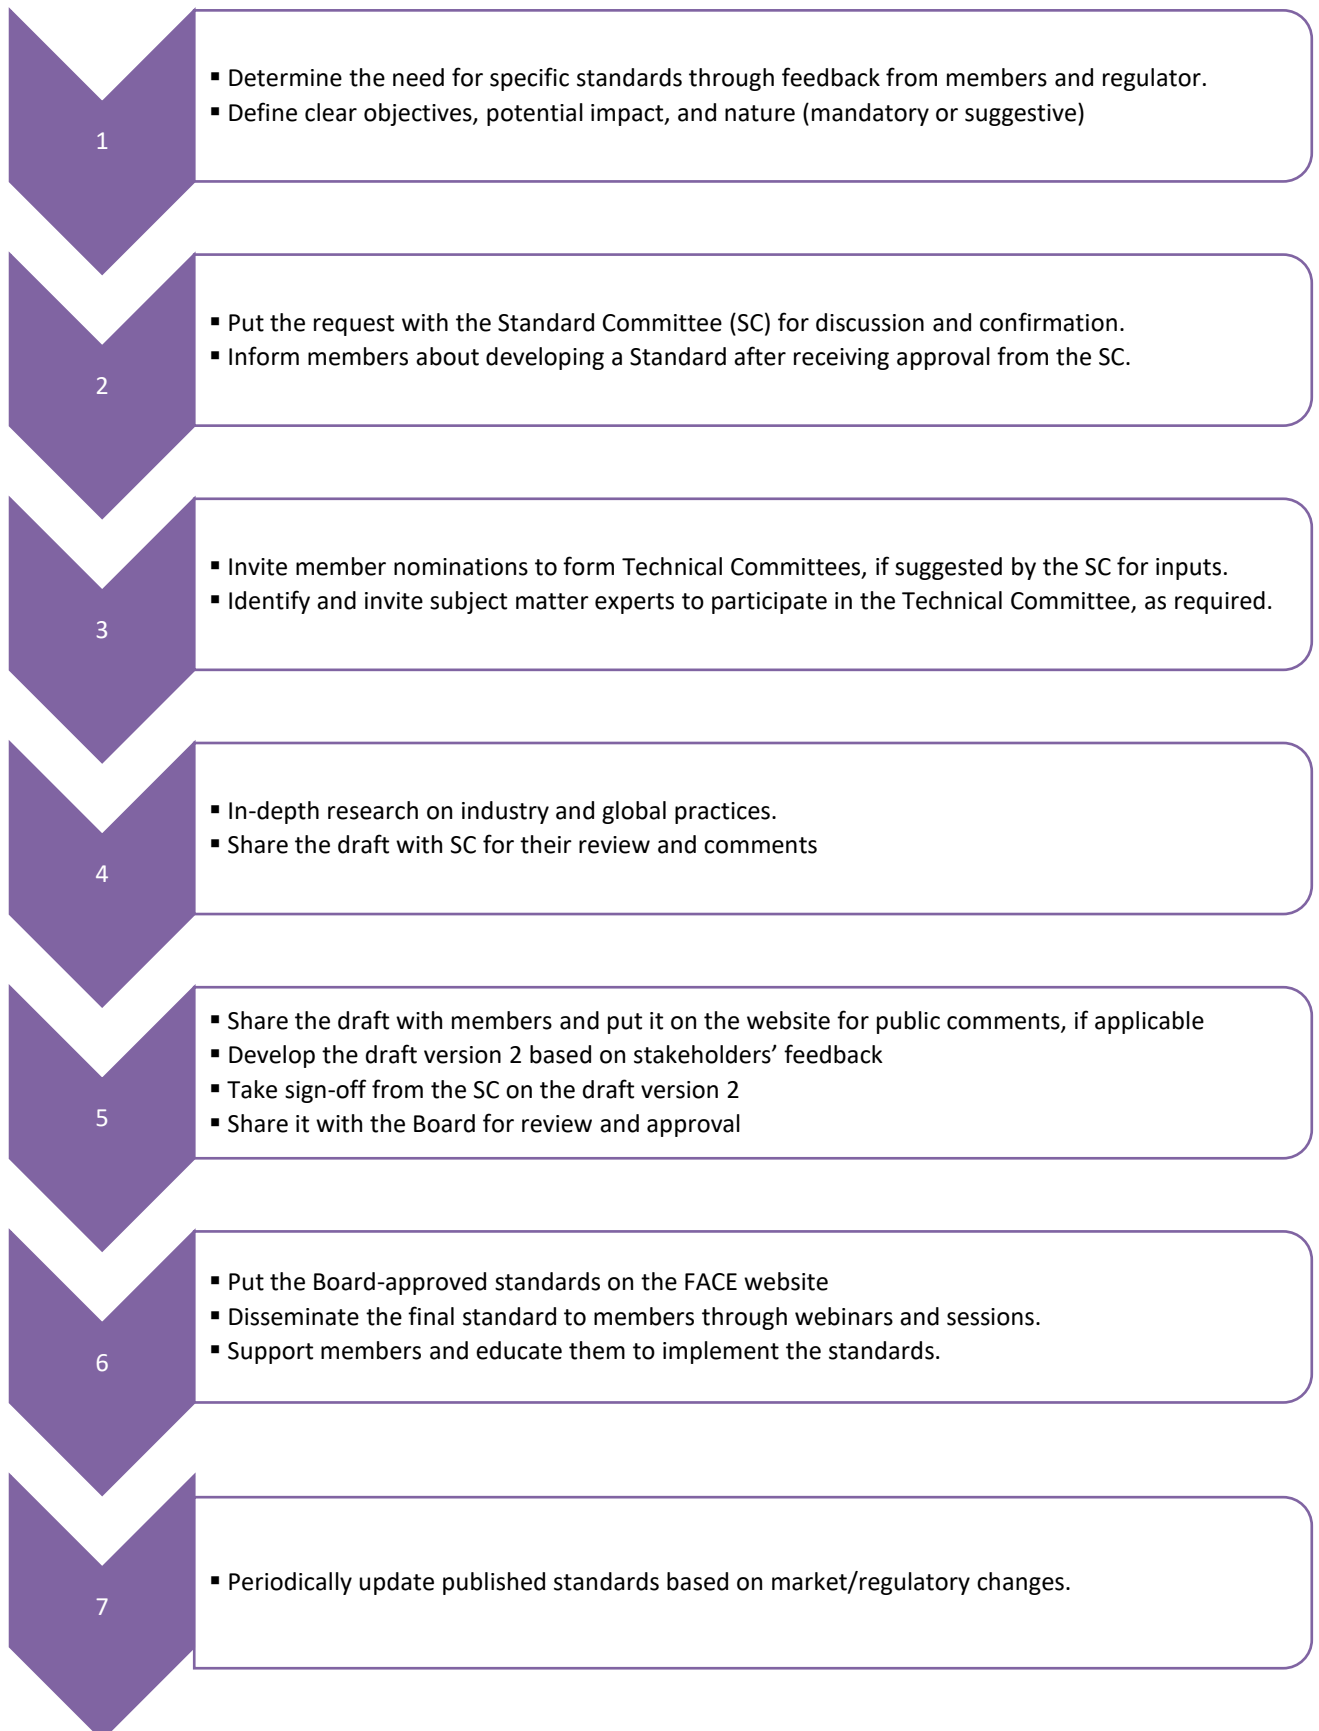 1
▪ Determine the need for specific standards through feedback from members and regulator.
▪ Define clear objectives, potential impact, and nature (mandatory or suggestive)
2
▪ Put the request with the Standard Committee (SC) for discussion and confirmation.
▪ Inform members about developing a Standard after receiving approval from the SC.
3
▪ Invite member nominations to form Technical Committees, if suggested by the SC for inputs.
▪ Identify and invite subject matter experts to participate in the Technical Committee, as required.
4
▪ In-depth research on industry and global practices.
▪ Share the draft with SC for their review and comments
5
▪ Share the draft with members and put it on the website for public comments, if applicable
▪ Develop the draft version 2 based on stakeholders’ feedback
▪ Take sign-off from the SC on the draft version 2
▪ Share it with the Board for review and approval
6
▪ Put the Board-approved standards on the FACE website
▪ Disseminate the final standard to members through webinars and sessions.
▪ Support members and educate them to implement the standards.
7
▪ Periodically update published standards based on market/regulatory changes.